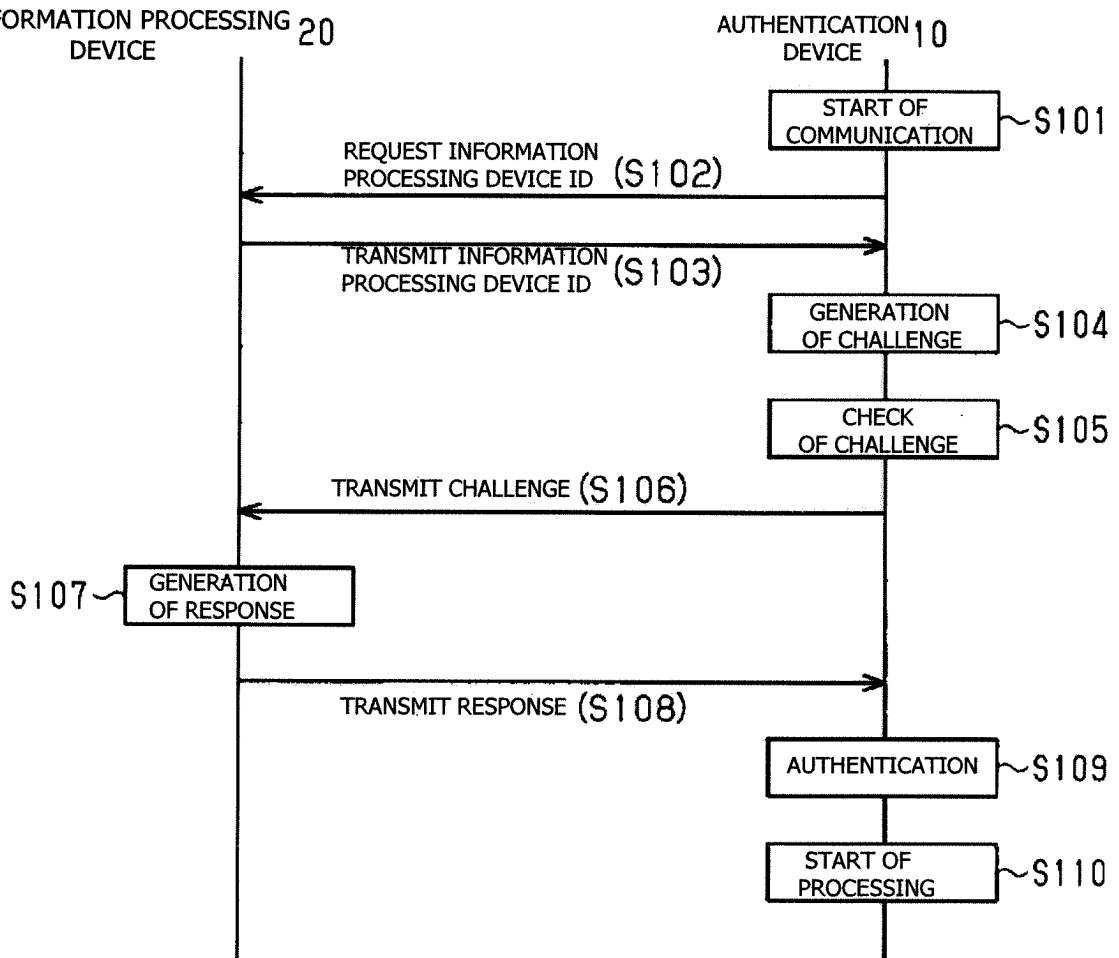 FORMATION PROCESSING 20
DEVICE
AUTHENTICATION 10
DEVICE
START OF
COMMUNICATION
S101
REQUEST INFORMATION
PROCESSING DEVICE ID (S102)
TRANSMIT INFORMATION
PROCESSING DEVICE ID (S103)
GENERATION
OF CHALLENGE
S104
CHECK
OF CHALLENGE
S105
TRANSMIT CHALLENGE (S106)
S107
GENERATION
OF RESPONSE
TRANSMIT RESPONSE (S108)
AUTHENTICATION
S109
START OF
PROCESSING
S110